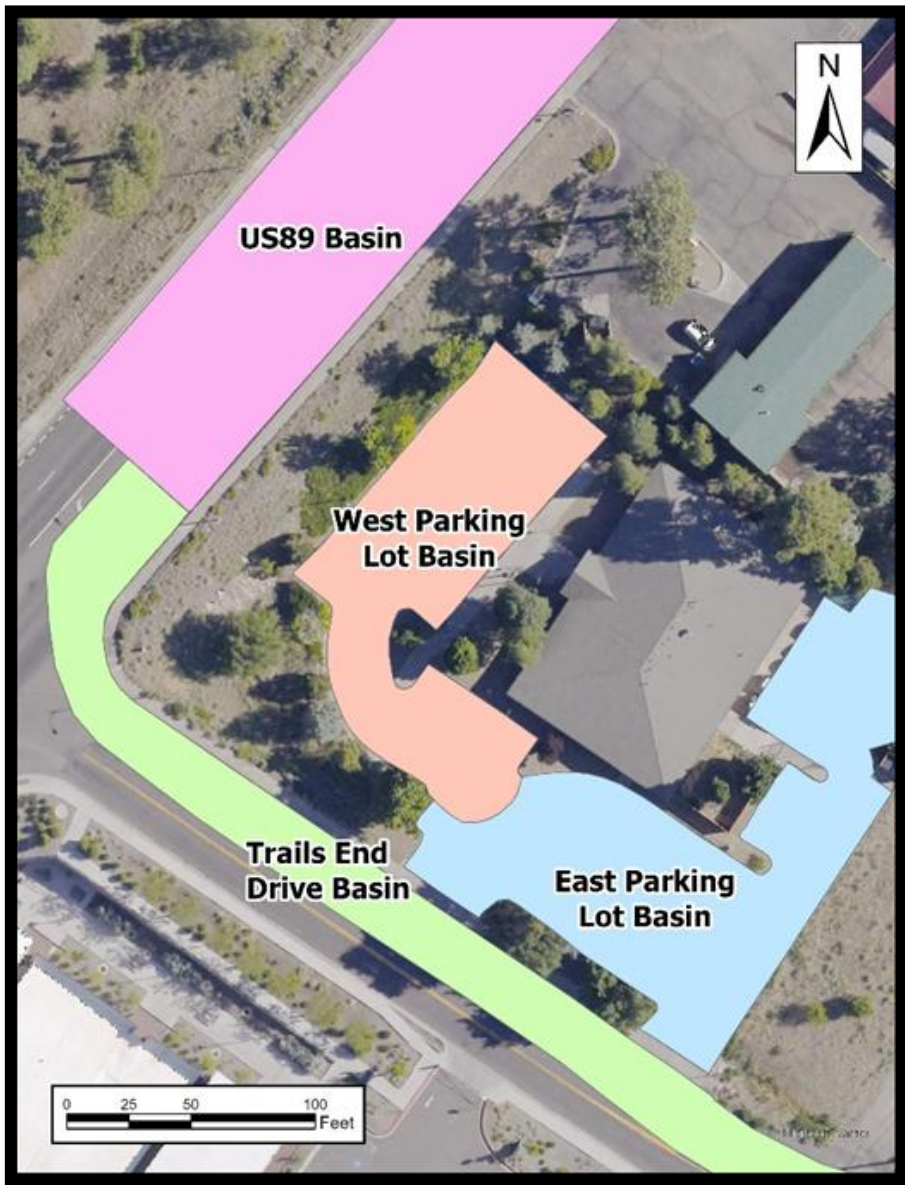 N
US89 Basin
West Parking
Lot Basin
Trails End
Drive Basin
East Parking
Lot Basin
0 25 50 100
Feet